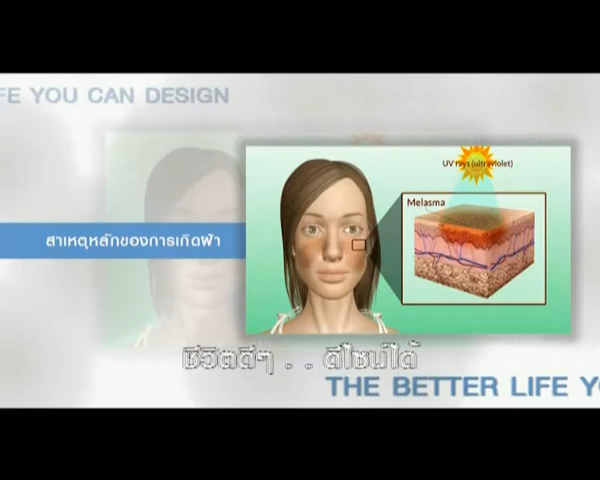 FE YOU CAN DESIGN
UV rays (ultraviolet)
Melasma
สาเหตุหลักของการเกิดฝ้า
ชีวิตดีๆ . . ดีไซน์ได้
THE BETTER LIFE YO